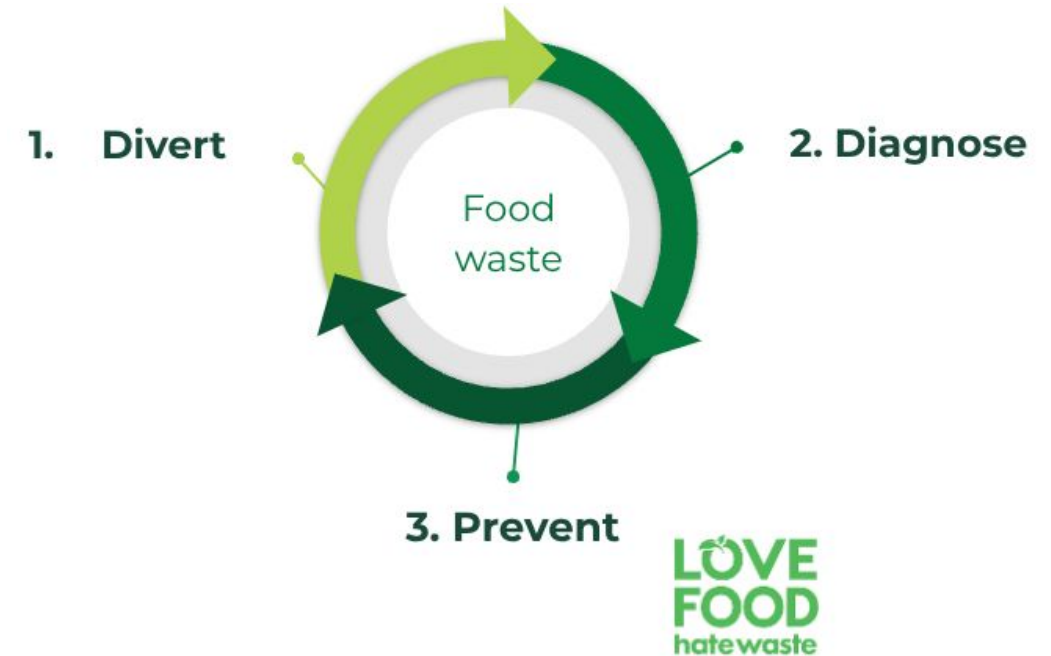 1. Divert
2. Diagnose
Food
waste
3. Prevent
LOVE
FOOD
hate waste